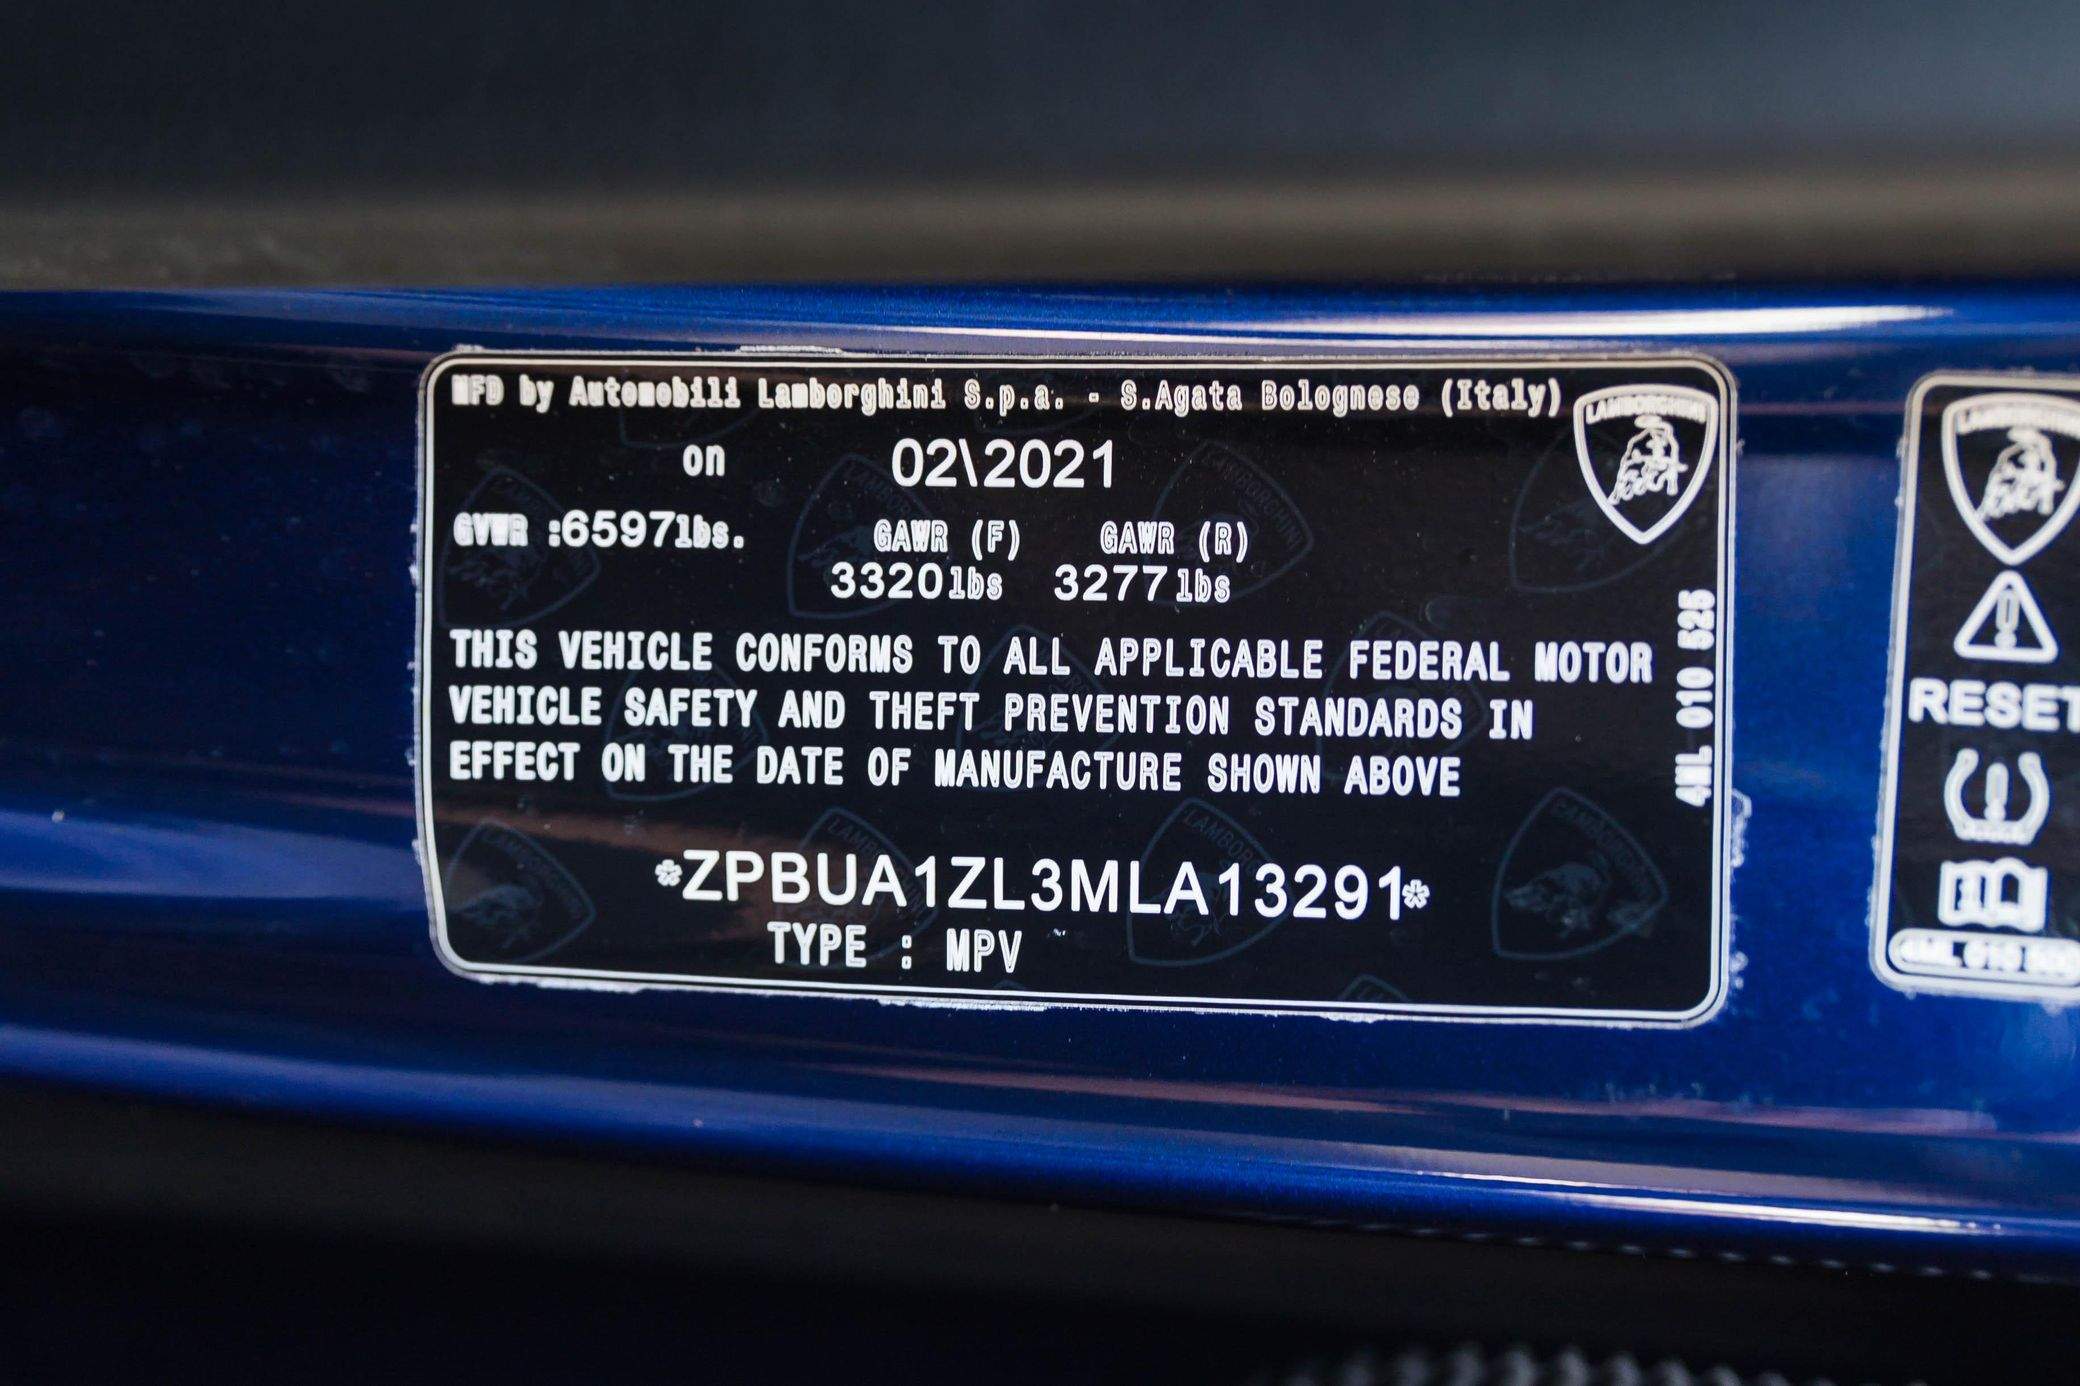 MFD by Automobili Lamborghini S.p.a. - S.Agata Bolognese (Italy)
on 02\2021
GVWR :6597lbs.
GAWR (F) GAWR (R)
3320lbs 3277lbs
THIS VEHICLE CONFORMS TO ALL APPLICABLE FEDERAL MOTOR
VEHICLE SAFETY AND THEFT PREVENTION STANDARDS IN
EFFECT ON THE DATE OF MANUFACTURE SHOWN ABOVE
*ZPBUA1ZL3MLA13291*
TYPE : MPV
LAMBORGHINI
4ML 010 525
RESET